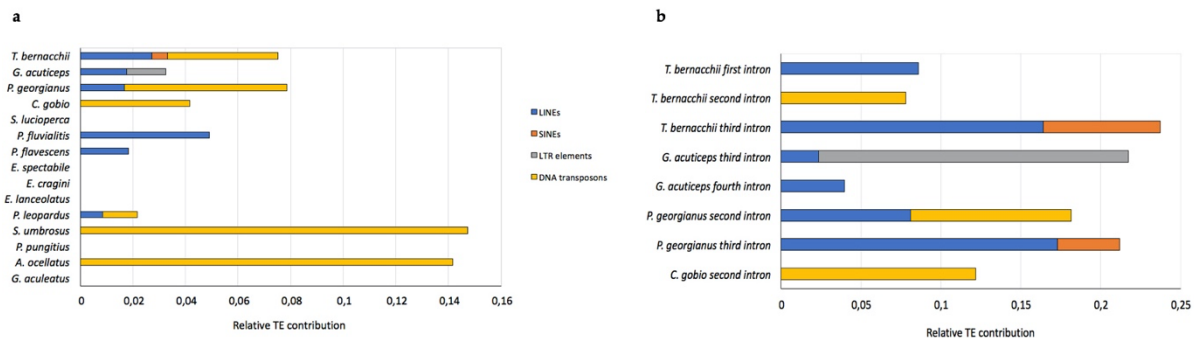 a
T. bernacchii
G. acuticeps
P. georgianus
C. gobio
S. lucioperca
P. fluvialitis
P. flavescens
E. spectabile
E. cragini
E. lanceolatus
P. leopardus
S. umbrosus
P. pungitius
A. ocellatus
G. aculeatus
0 0,02 0,04 0,06 0,08 0,1 0,12 0,14 0,16
Relative TE contribution
LINEs
SINEs
LTR elements
DNA transposons
b
T. bernacchii first intron
T. bernacchii second intron
T. bernacchii third intron
G. acuticeps third intron
G. acuticeps fourth intron
P. georgianus second intron
P. georgianus third intron
C. gobio second intron
0 0,05 0,1 0,15 0,2 0,25
Relative TE contribution